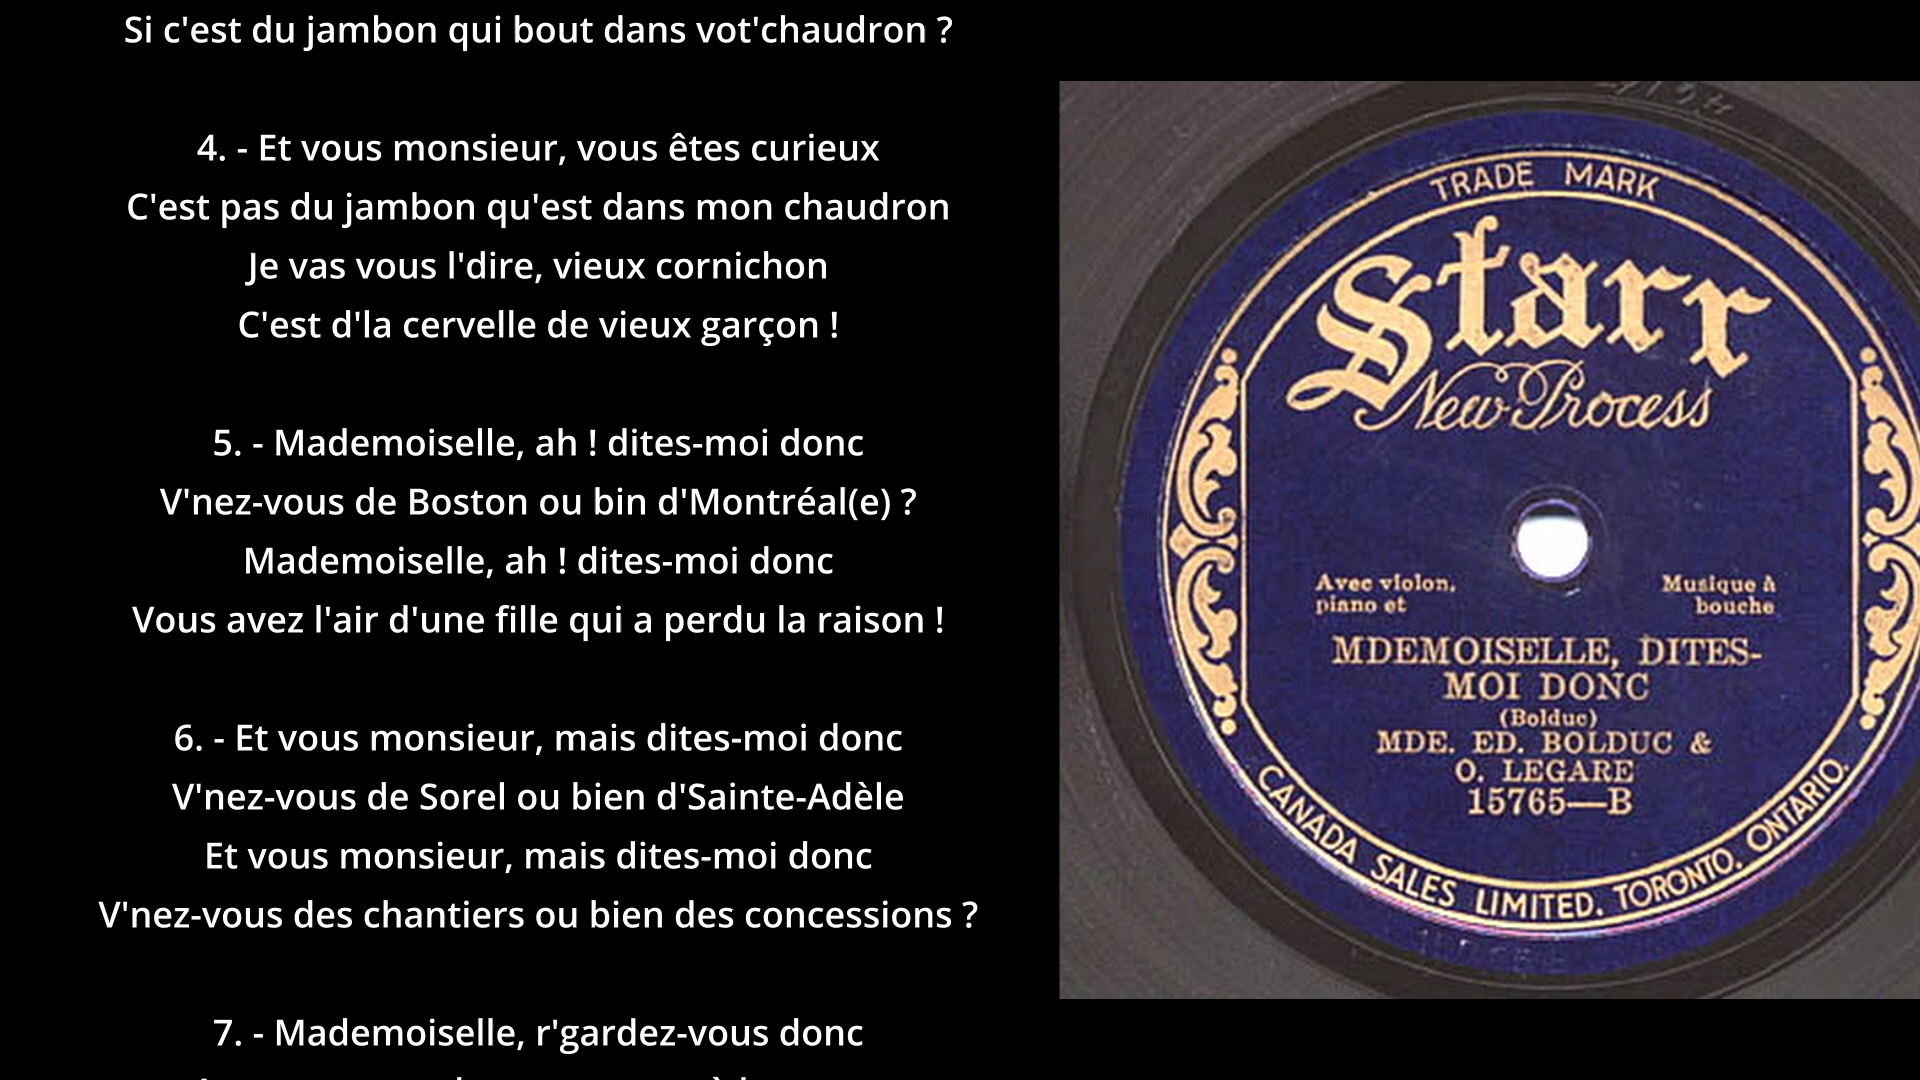 Si c'est du jambon qui bout dans vot'chaudron ?
4. - Et vous monsieur, vous êtes curieux
C'est pas du jambon qu'est dans mon chaudron
Je vas vous l'dire, vieux cornichon
C'est d'la cervelle de vieux garçon !
5. - Mademoiselle, ah ! dites-moi donc
V'nez-vous de Boston ou bin d'Montréal(e) ?
Mademoiselle, ah ! dites-moi donc
Vous avez l'air d'une fille qui a perdu la raison !
6. - Et vous monsieur, mais dites-moi donc
V'nez-vous de Sorel ou bien d'Sainte-Adèle
Et vous monsieur, mais dites-moi donc
V'nez-vous des chantiers ou bien des concessions ?
7. - Mademoiselle, r'gardez-vous donc
TRADE MARK
Starr
New Process
Avec violon, Musique à
piano et bouche
MDEMOISELLE, DITES-
MOI DONC
(Bolduc)
MDE. ED. BOLDUC &
O. LEGARE
15765—B
CANADA SALES LIMITED. TORONTO. ONTARIO.